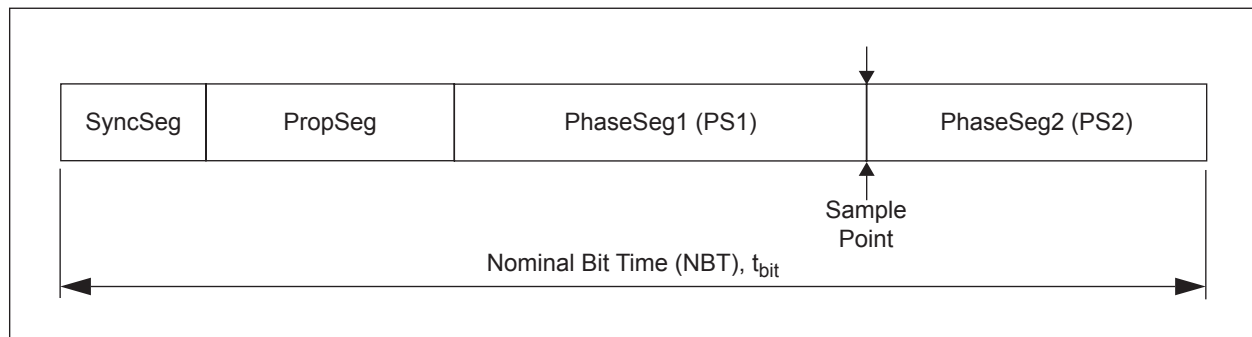 SyncSeg
PropSeg
PhaseSeg1 (PS1)
PhaseSeg2 (PS2)
Sample
Point
Nominal Bit Time (NBT), tbit